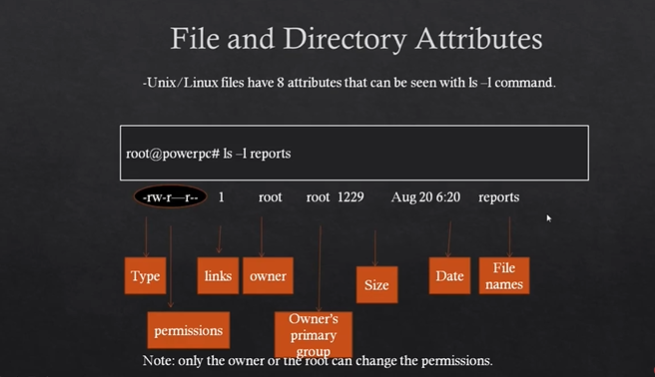 File and Directory Attributes
-Unix/Linux files have 8 attributes that can be seen with ls –l command.
root@powerpc# ls –l reports
-rw-r—r-- 1 root root 1229 Aug 20 6:20 reports
Type
links
owner
Size
Date
File
names
permissions
Owner's
primary
group
Note: only the owner or the root can change the permissions.